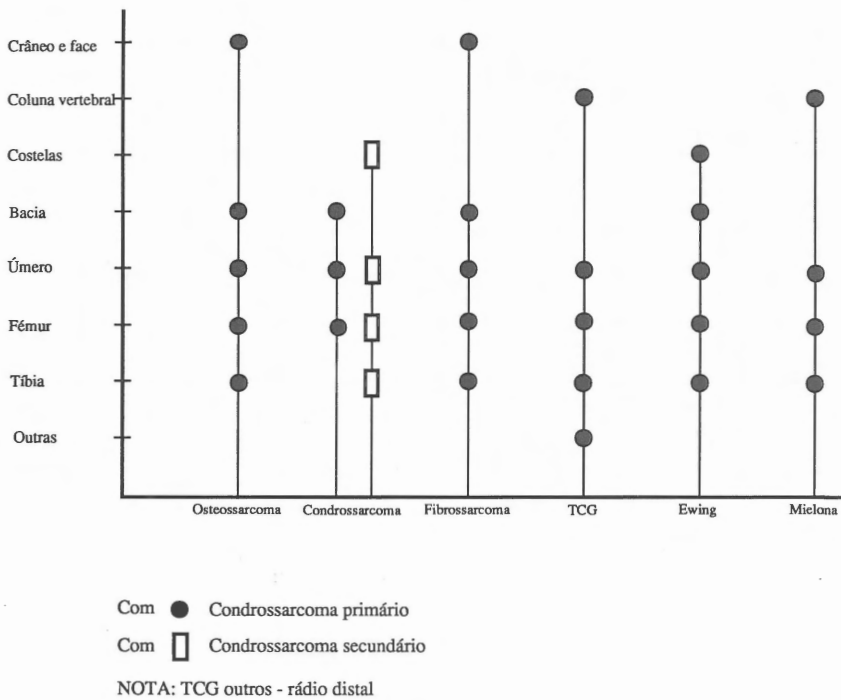 Crâneo e face
Coluna vertebral
Costelas
Bacia
Úmero
Fémur
Tíbia
Outras
Osteossarcoma Condrossarcoma Fibrossarcoma TCG Ewing Mielona
Com Condrossarcoma primário
Com Condrossarcoma secundário
NOTA: TCG outros - rádio distal